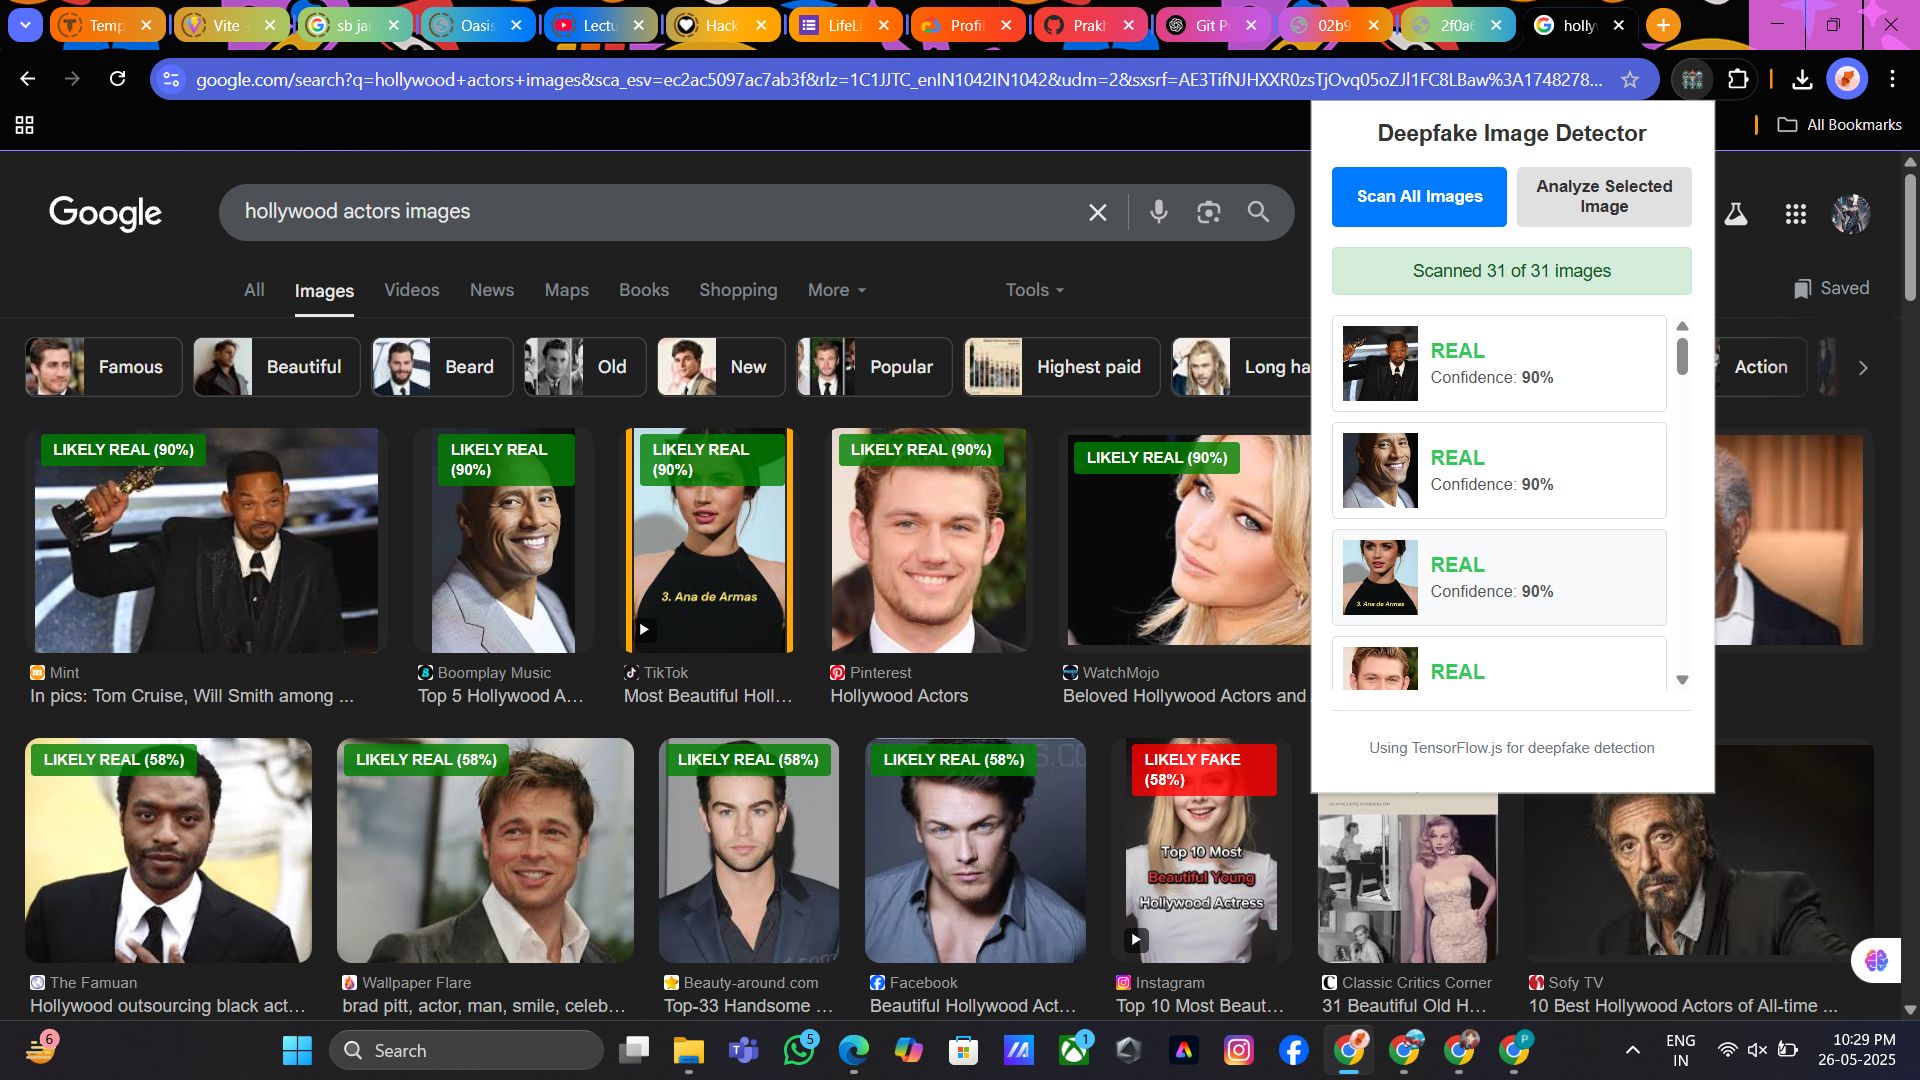 Temp
Vite
sb jai
Oasis
Lectu
Hack
LifeLi
Profil
Prakh
Git P
02b9
2f0a6
holly
google.com/search?q=hollywood+actors+images&sca_esv=ec2ac5097ac7ab3f&rlz=1C1JJTC_enIN1042IN1042&udm=2&sxsrf=AE3TifNJHXXR0zsTjOvq05oZJl1FC8LBaw%3A1748278...
All Bookmarks
Google
hollywood actors images
All
Images
Videos
News
Maps
Books
Shopping
More
Tools
Saved
Famous
Beautiful
Beard
Old
New
Popular
Highest paid
Long ha
Action
Deepfake Image Detector
Scan All Images
Analyze Selected
Image
Scanned 31 of 31 images
REAL
Confidence: 90%
REAL
Confidence: 90%
3. Ana de Armas
REAL
Confidence: 90%
REAL
Using TensorFlow.js for deepfake detection
LIKELY REAL (90%)
LIKELY REAL
(90%)
LIKELY REAL
(90%)
LIKELY REAL (90%)
LIKELY REAL (90%)
3. Ana de Armas
Mint
In pics: Tom Cruise, Will Smith among ...
Boomplay Music
Top 5 Hollywood A...
TikTok
Most Beautiful Holl...
Pinterest
Hollywood Actors
WatchMojo
Beloved Hollywood Actors and
LIKELY REAL (58%)
LIKELY REAL (58%)
LIKELY REAL (58%)
LIKELY REAL (58%)
LIKELY FAKE
(58%)
Top 10 Most
Beautiful Young
Hollywood Actress
The Famuan
Hollywood outsourcing black act...
Wallpaper Flare
brad pitt, actor, man, smile, celeb...
Beauty-around.com
Top-33 Handsome ...
Facebook
Beautiful Hollywood Act...
Instagram
Top 10 Most Beaut...
Classic Critics Corner
31 Beautiful Old H...
Sofy TV
10 Best Hollywood Actors of All-time ...
6
Search
5
1
P
ENG
IN
10:29 PM
26-05-2025